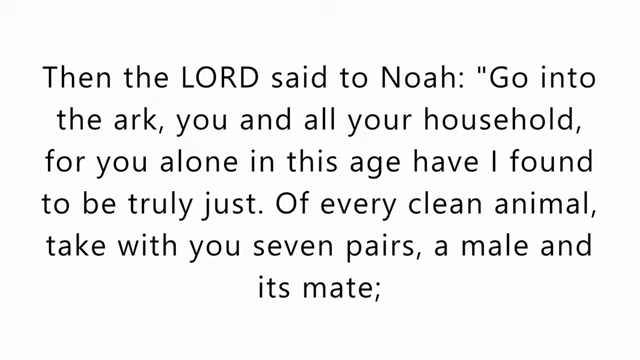 Then the LORD said to Noah: "Go into
the ark, you and all your household,
for you alone in this age have I found
to be truly just. Of every clean animal,
take with you seven pairs, a male and
its mate;